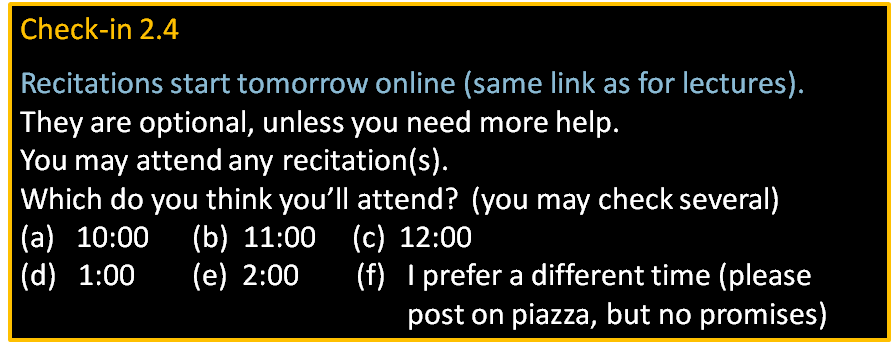 Check-in 2.4
Recitations start tomorrow online (same link as for lectures).
They are optional, unless you need more help.
You may attend any recitation(s).
Which do you think you’ll attend? (you may check several)
(a) 10:00 (b) 11:00 (c) 12:00
(d) 1:00 (e) 2:00 (f) I prefer a different time (please
post on piazza, but no promises)